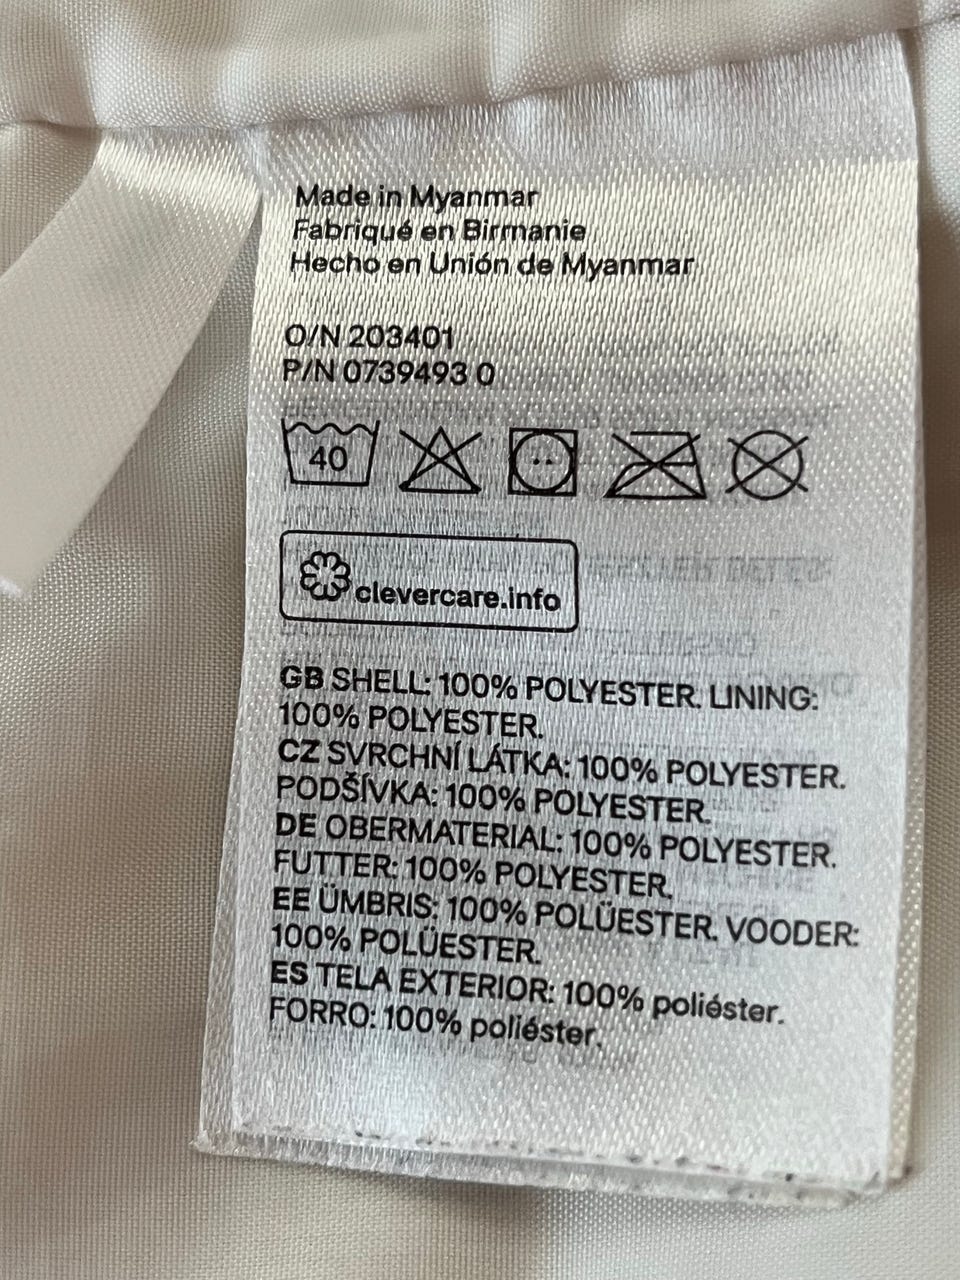 Made in Myanmar
Fabriqué en Birmanie
Hecho en Unión de Myanmar
O/N 203401
P/N 0739493 0
40
clevercare.info
GB SHELL: 100% POLYESTER. LINING:
100% POLYESTER.
CZ SVRCHNÍ LÁTKA: 100% POLYESTER.
PODŠÍVKA: 100% POLYESTER.
DE OBERMATERIAL: 100% POLYESTER.
FUTTER: 100% POLYESTER.
EE ÜMBRIS: 100% POLÜESTER. VOODER:
100% POLÜESTER.
ES TELA EXTERIOR: 100% poliéster.
FORRO: 100% poliéster.